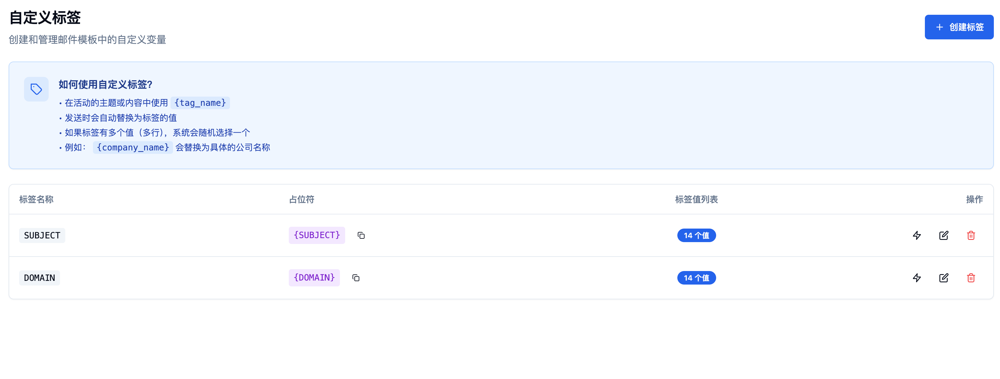 自定义标签
创建和管理邮件模板中的自定义变量
+ 创建标签
如何使用自定义标签?
• 在活动的主题或内容中使用 {tag_name}
• 发送时会自动替换为标签的值
• 如果标签有多个值（多行），系统会随机选择一个
• 例如： {company_name} 会替换为具体的公司名称
标签名称 占位符 标签值列表 操作
SUBJECT {SUBJECT} 14 个值
DOMAIN {DOMAIN} 14 个值